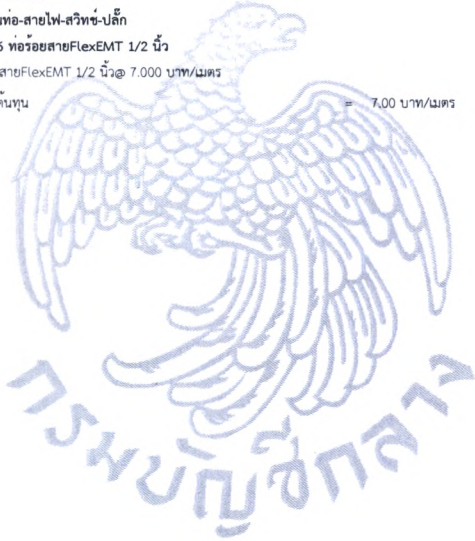 นท่อ-สายไฟ-สวิทช์-ปลั๊ก
5 ท่อร้อยสายFlexEMT 1/2 นิ้ว
สายFlexEMT 1/2 นิ้ว@ 7.000 บาท/เมตร
ต้นทุน = 7.00 บาท/เมตร
กรมบัญชีกลาง